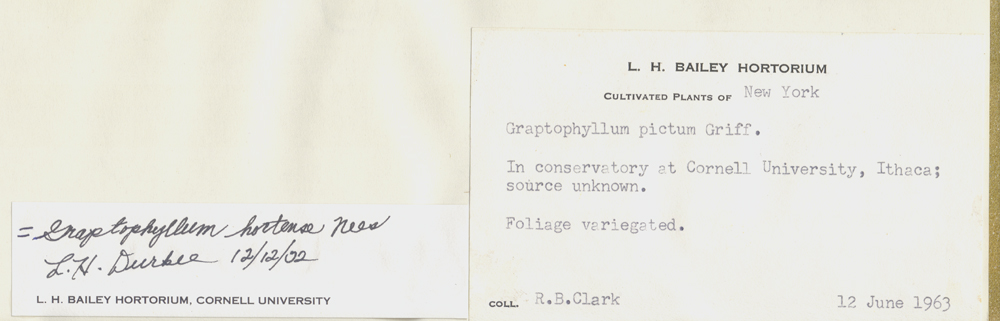 = Graptophyllum hortense Nees
L. H. Durkee 12/12/02
L. H. BAILEY HORTORIUM, CORNELL UNIVERSITY
L. H. BAILEY HORTORIUM
CULTIVATED PLANTS OF New York
Graptophyllum pictum Griff.
In conservatory at Cornell University, Ithaca;
source unknown.
Foliage variegated.
COLL. R.B.Clark 12 June 1963